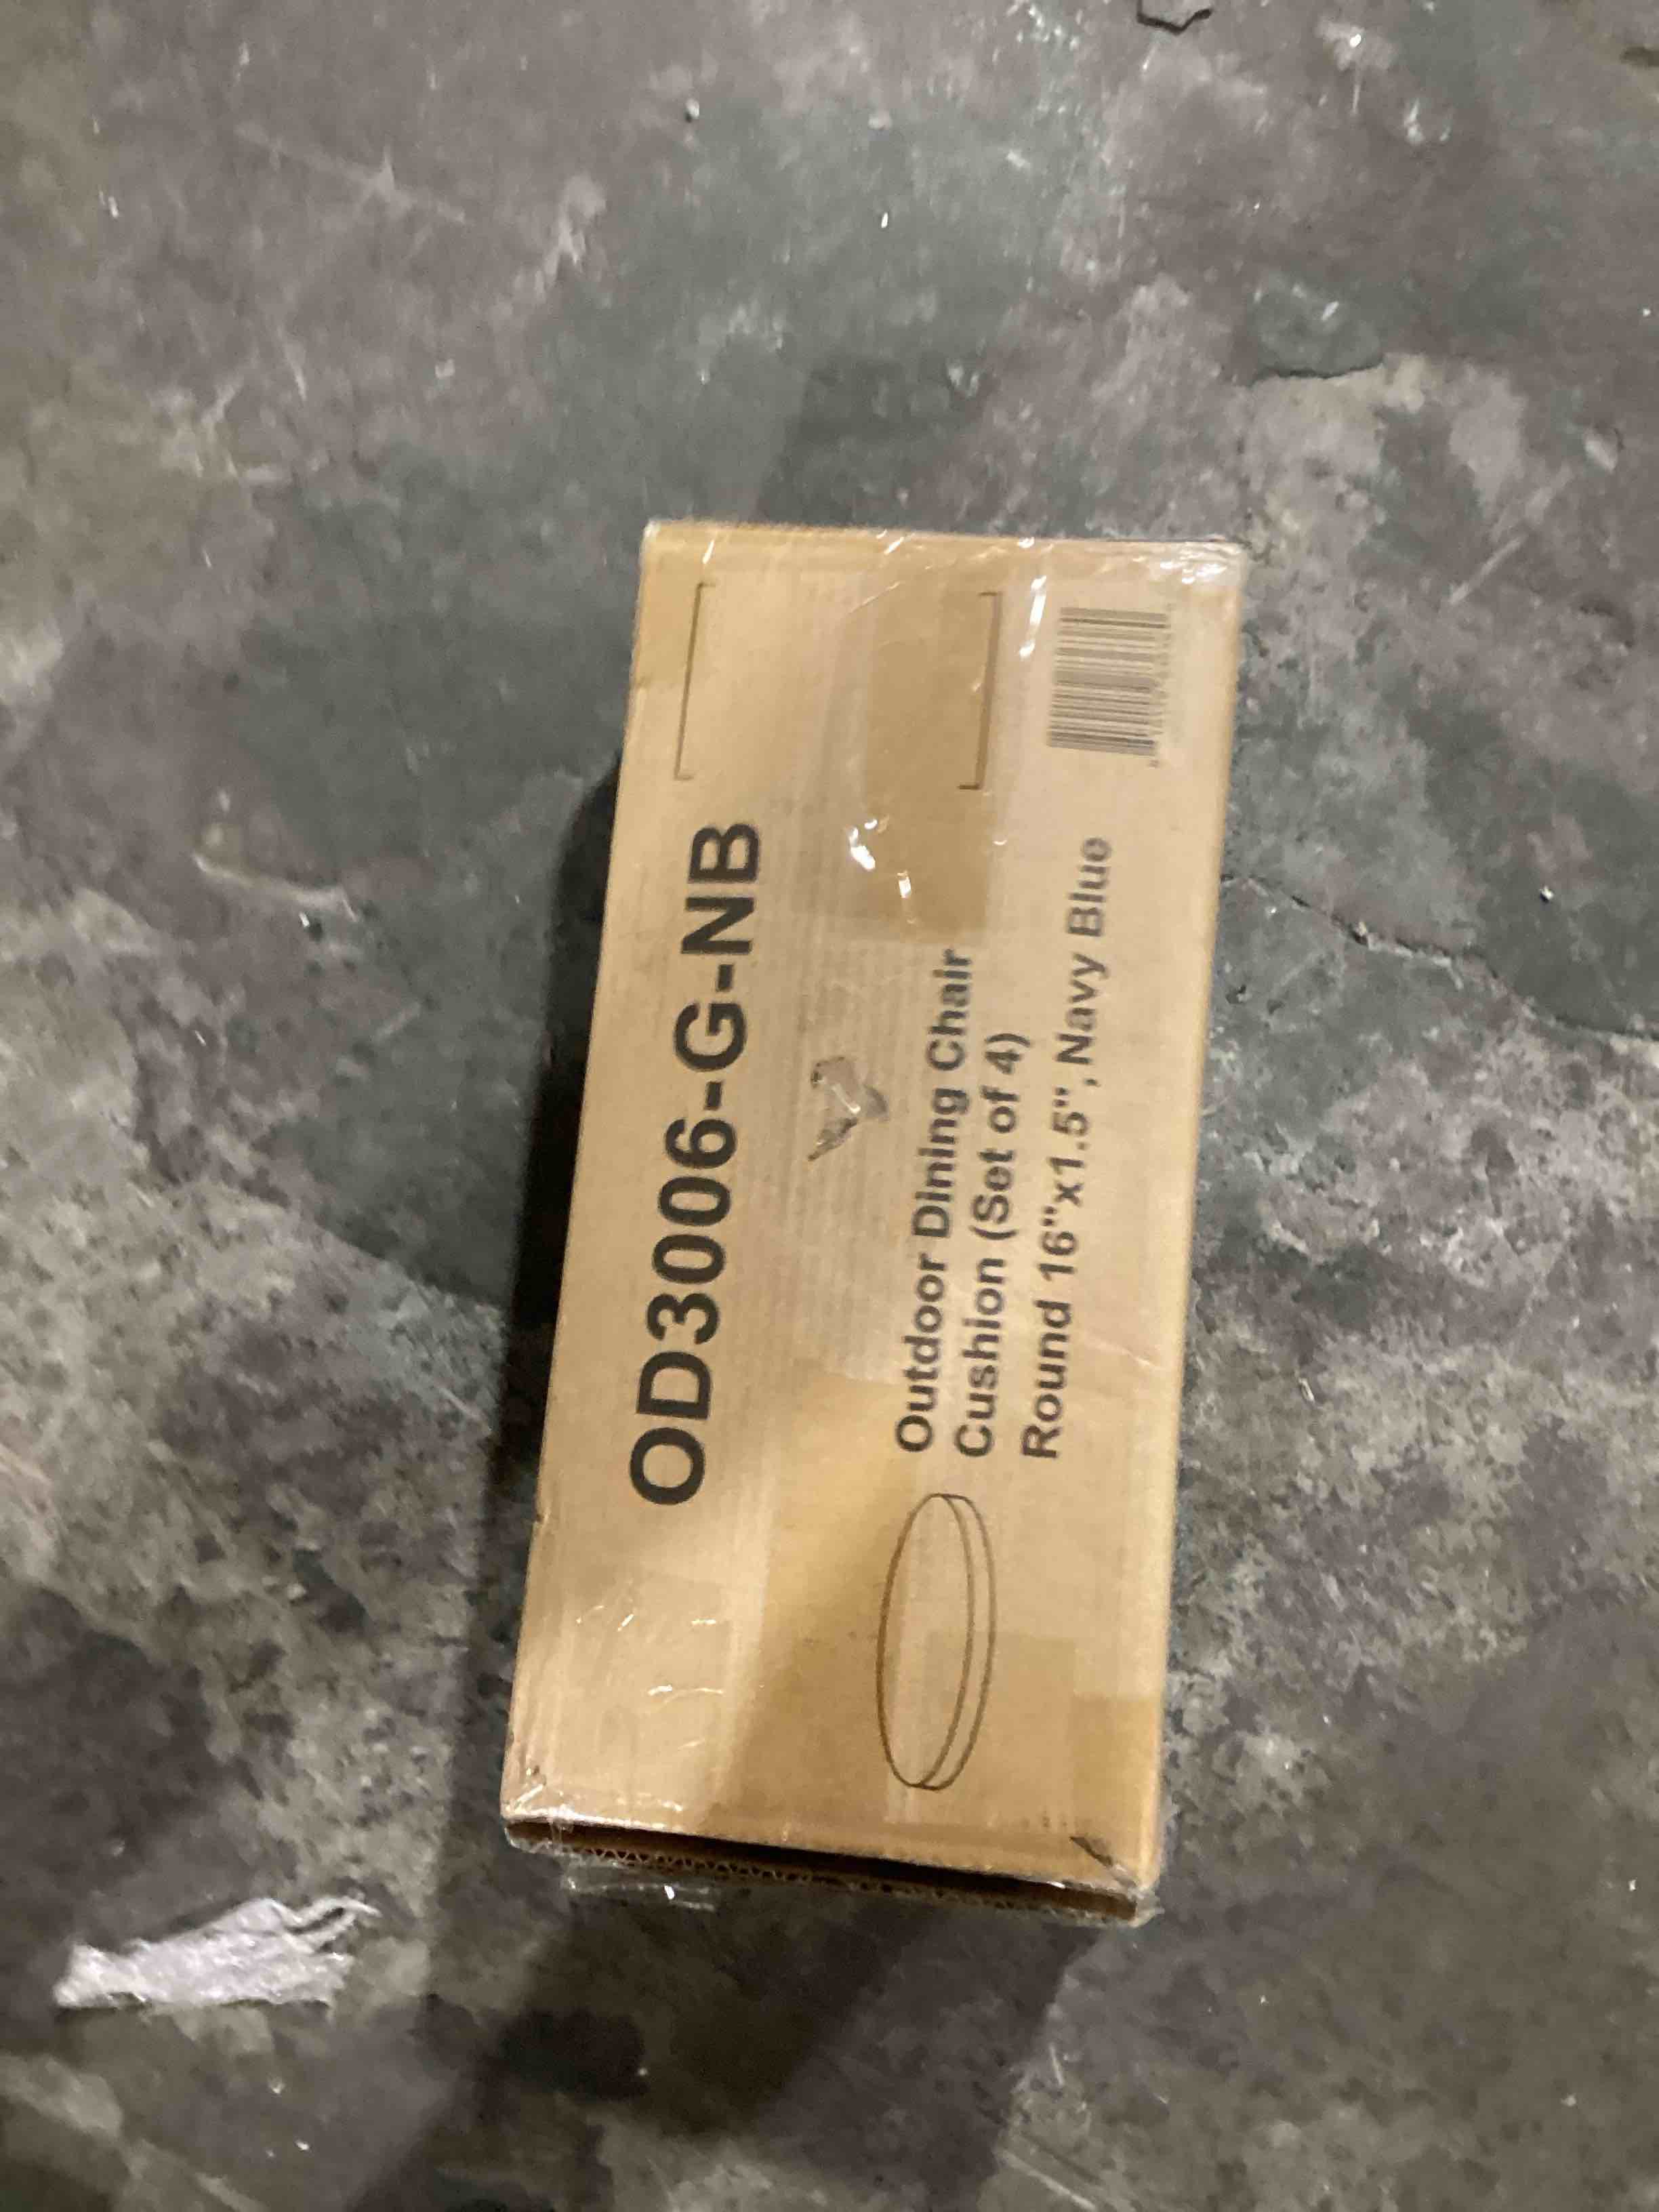 OD3006-G-NB
Outdoor Dining Chair
Cushion (Set of 4)
Round 16"x1.5", Navy Blue